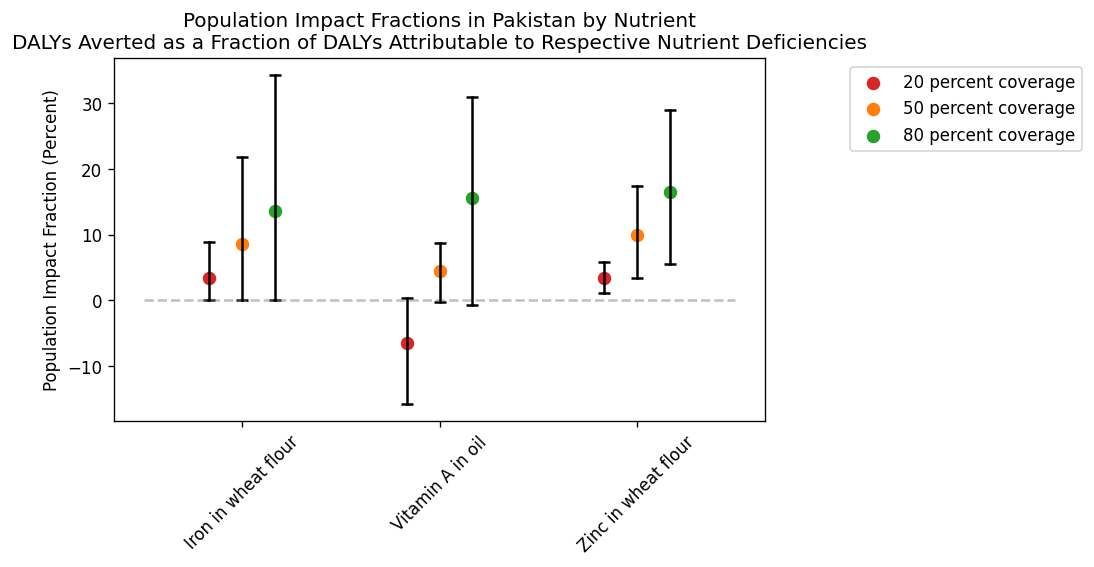 Population Impact Fractions in Pakistan by Nutrient
DALYs Averted as a Fraction of DALYs Attributable to Respective Nutrient Deficiencies
20 percent coverage
50 percent coverage
80 percent coverage
Population Impact Fraction (Percent)
30
20
10
0
−10
Iron in wheat flour
Vitamin A in oil
Zinc in wheat flour